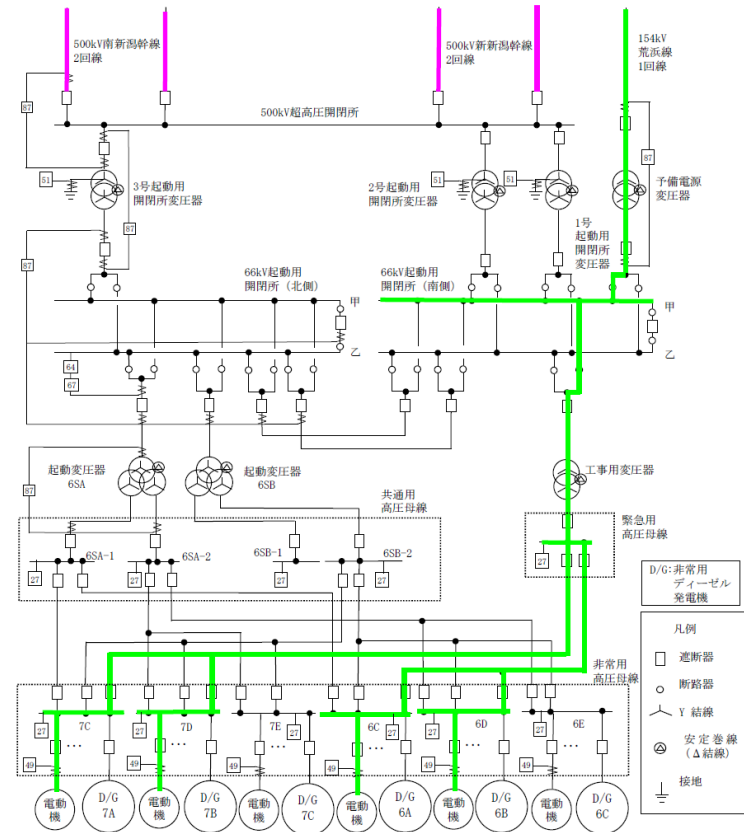 500kV南新潟幹線
2回線
500kV新新潟幹線
2回線
154kV
荒浜線
1回線
87
500kV超高圧開閉所
87
51
3号起動用
開閉所変圧器
87
51
2号起動用
開閉所変圧器
51
87
予備電源
変圧器
1号
起動用
開閉所
変圧器
87
66kV起動用
開閉所(北側)
甲
66kV起動用
開閉所(南側)
甲
乙
乙
64
67
起動変圧器
6SA
起動変圧器
6SB
工事用変圧器
87
共通用
高圧母線
緊急用
高圧母線
6SA-1
6SA-2
6SB-1
6SB-2
27
27
27
27
27
D/G:非常用
ディーゼル
発電機
凡例
遮断器
断路器
Y 結線
安定巻線
(Δ結線)
接地
非常用
高圧母線
7C
7D
7E
6C
6D
6E
27
27
27
27
27
27
…
…
…
…
…
…
49
49
49
49
49
49
電動機
D/G
7A
電動機
D/G
7B
電動機
D/G
7C
電動機
D/G
6A
電動機
D/G
6B
電動機
D/G
6C